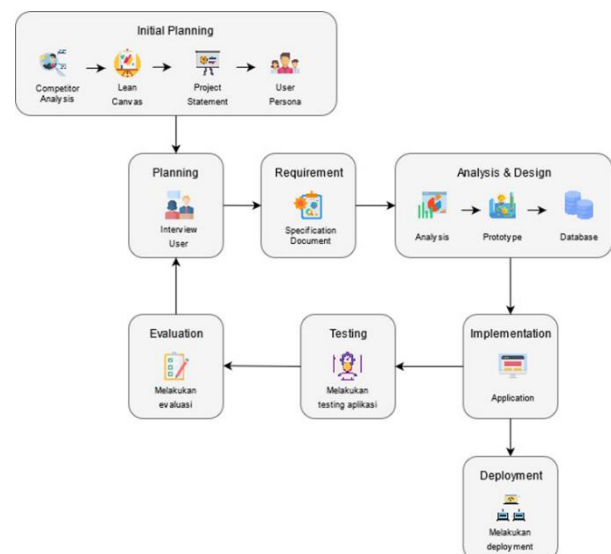 Initial Planning
Competitor
Analysis
Lean
Canvas
Project
Statement
User
Persona
Planning
Interview
User
Requirement
Specification
Document
Analysis & Design
Analysis
Prototype
Database
Evaluation
Melakukan
evaluasi
Testing
Melakukan
testing aplikasi
Implementation
Application
Deployment
Melakukan
deployment